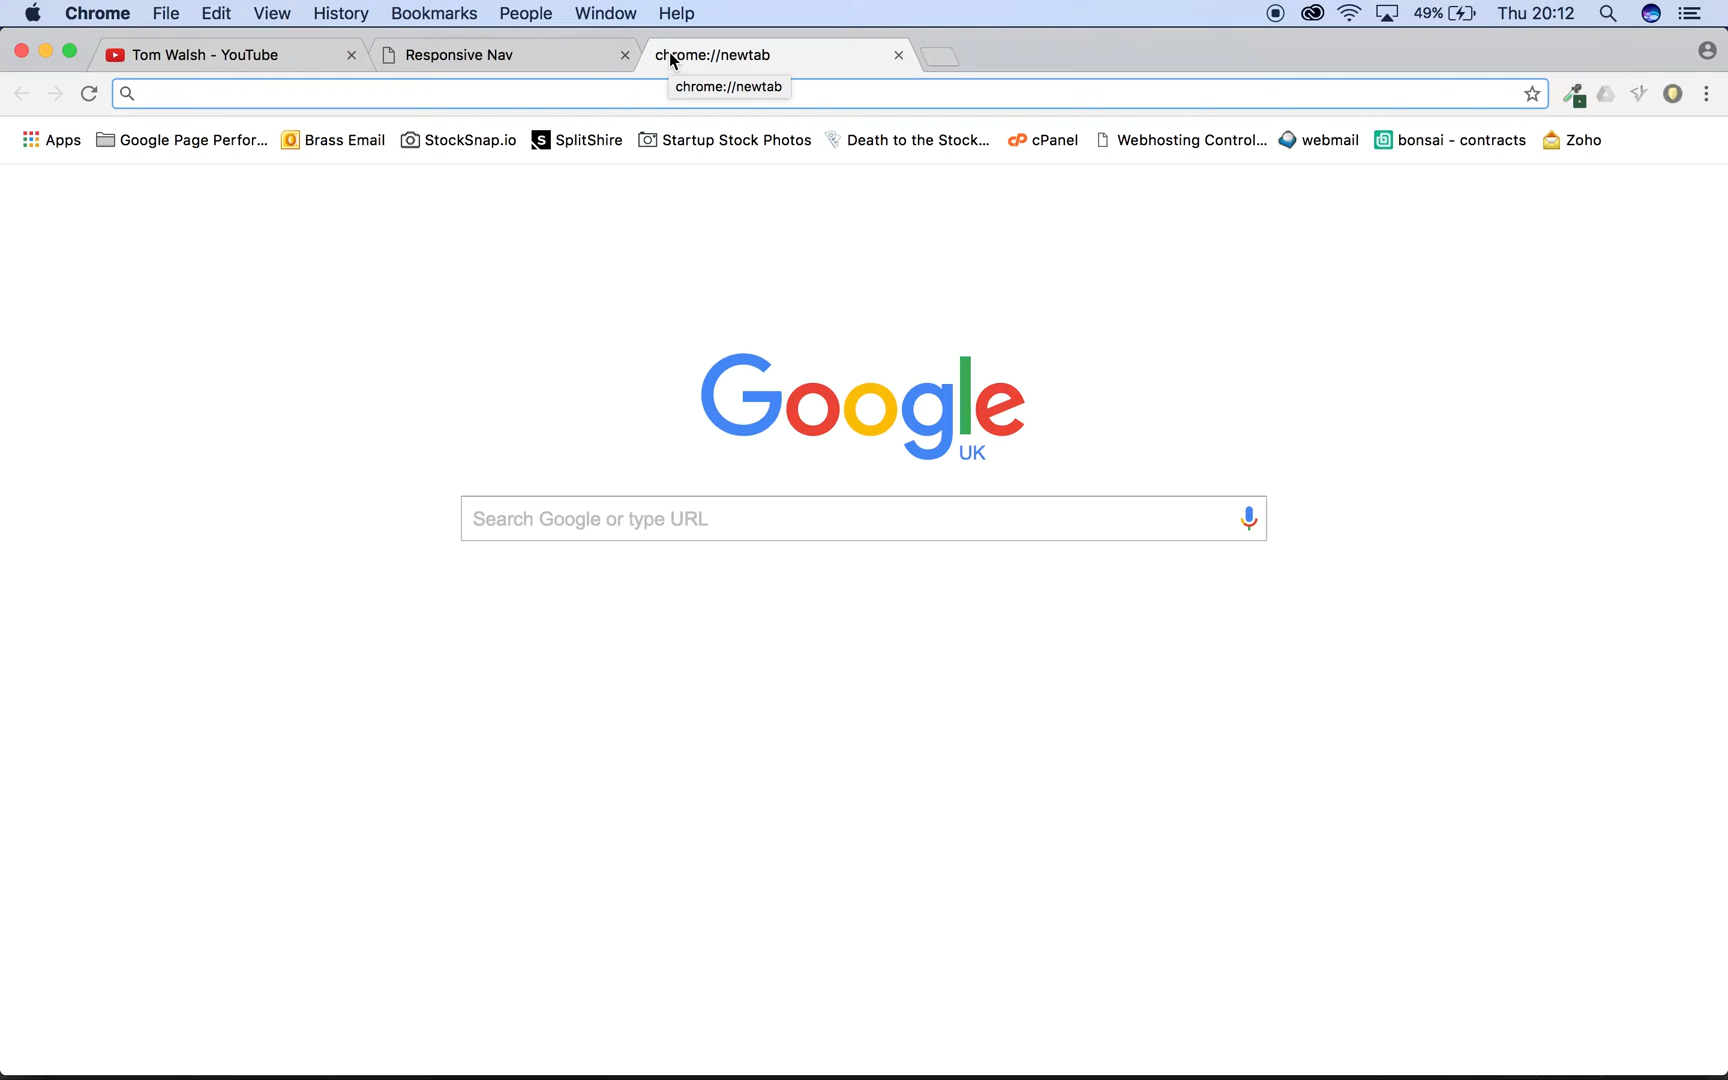 Chrome File Edit View History Bookmarks People Window Help 49% Thu 20:12
Tom Walsh - YouTube Responsive Nav chrome://newtab
chrome://newtab
Apps Google Page Perfor... Brass Email StockSnap.io SplitShire Startup Stock Photos Death to the Stock... cPanel Webhosting Control... webmail bonsai - contracts Zoho
Google
UK
Search Google or type URL